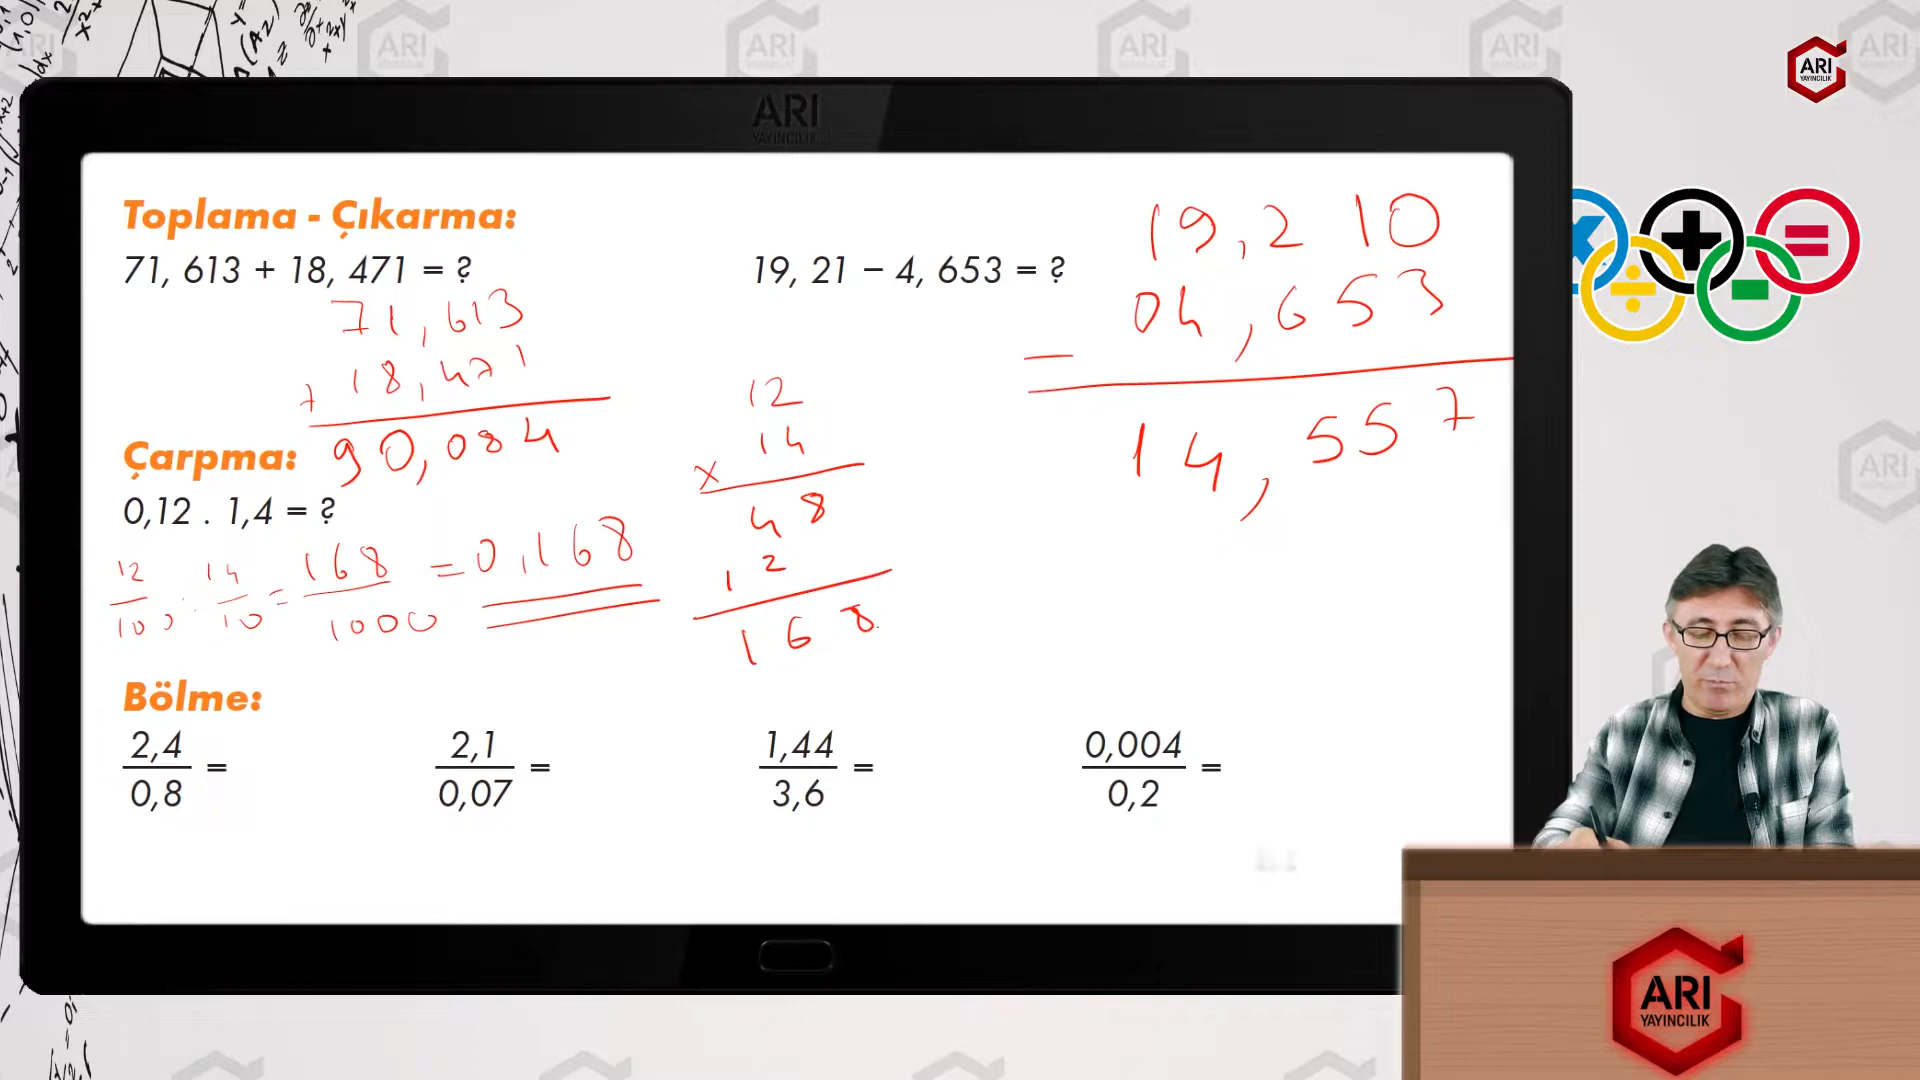 ARI
YAYINCILIK
ARI
YAYINCILIK
Toplama - Çıkarma:
71, 613 + 18, 471 = ?
71,613
+ 18,471
90,084
19, 21 – 4, 653 = ?
19,210
04,653
–
14,557
Çarpma:
0,12 . 1,4 = ?
12/100 . 14/10 = 168/1000 = 0,168
12
x 14
48
12
168
Bölme:
2,4/0,8 =
2,1/0,07 =
1,44/3,6 =
0,004/0,2 =
ARI
YAYINCILIK